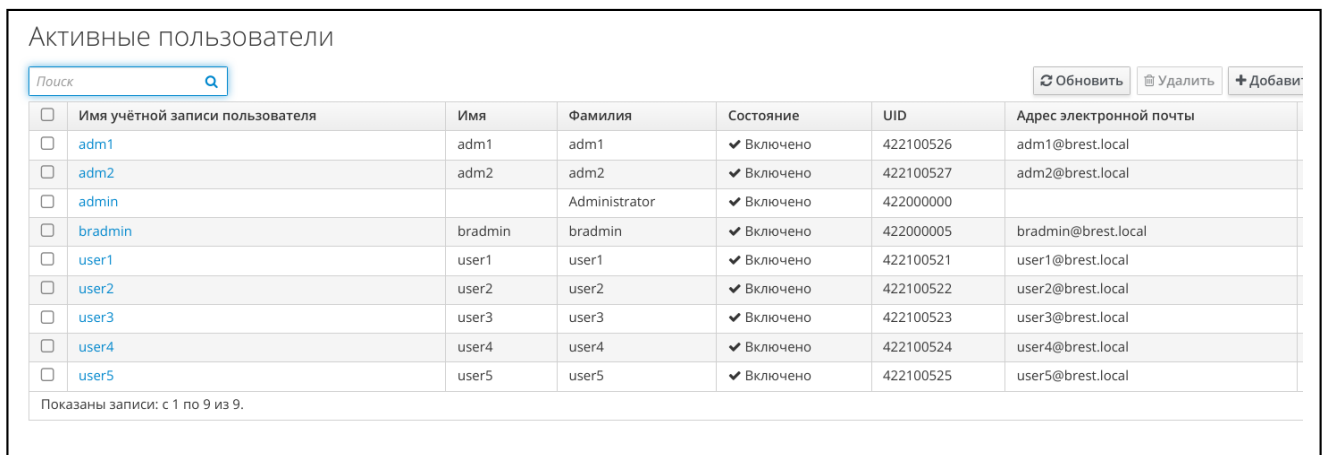 Активные пользователи
Поиск
Обновить Удалить Добавит
Имя учётной записи пользователя Имя Фамилия Состояние UID Адрес электронной почты
adm1 adm1 adm1 Включено 422100526 adm1@brest.local
adm2 adm2 adm2 Включено 422100527 adm2@brest.local
admin Administrator Включено 422000000
bradmin bradmin bradmin Включено 422000005 bradmin@brest.local
user1 user1 user1 Включено 422100521 user1@brest.local
user2 user2 user2 Включено 422100522 user2@brest.local
user3 user3 user3 Включено 422100523 user3@brest.local
user4 user4 user4 Включено 422100524 user4@brest.local
user5 user5 user5 Включено 422100525 user5@brest.local
Показаны записи: с 1 по 9 из 9.